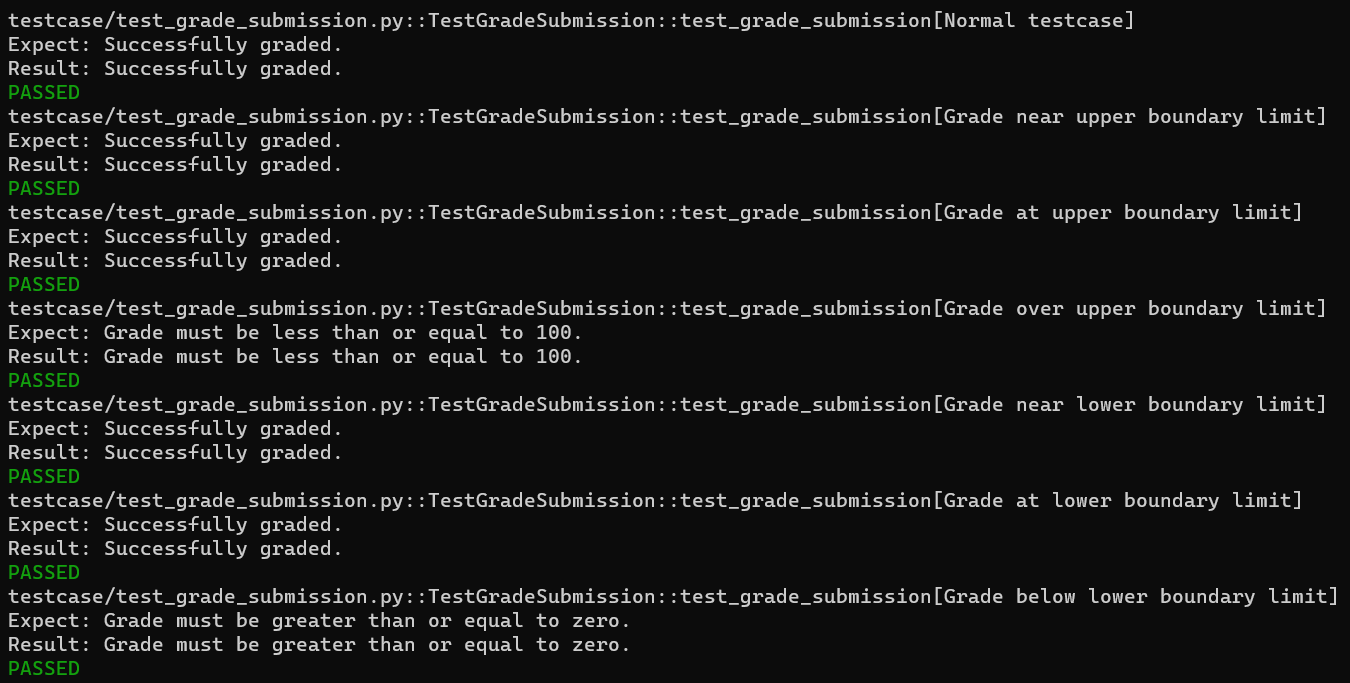 testcase/test_grade_submission.py::TestGradeSubmission::test_grade_submission[Normal testcase]
Expect: Successfully graded.
Result: Successfully graded.
PASSED
testcase/test_grade_submission.py::TestGradeSubmission::test_grade_submission[Grade near upper boundary limit]
Expect: Successfully graded.
Result: Successfully graded.
PASSED
testcase/test_grade_submission.py::TestGradeSubmission::test_grade_submission[Grade at upper boundary limit]
Expect: Successfully graded.
Result: Successfully graded.
PASSED
testcase/test_grade_submission.py::TestGradeSubmission::test_grade_submission[Grade over upper boundary limit]
Expect: Grade must be less than or equal to 100.
Result: Grade must be less than or equal to 100.
PASSED
testcase/test_grade_submission.py::TestGradeSubmission::test_grade_submission[Grade near lower boundary limit]
Expect: Successfully graded.
Result: Successfully graded.
PASSED
testcase/test_grade_submission.py::TestGradeSubmission::test_grade_submission[Grade at lower boundary limit]
Expect: Successfully graded.
Result: Successfully graded.
PASSED
testcase/test_grade_submission.py::TestGradeSubmission::test_grade_submission[Grade below lower boundary limit]
Expect: Grade must be greater than or equal to zero.
Result: Grade must be greater than or equal to zero.
PASSED